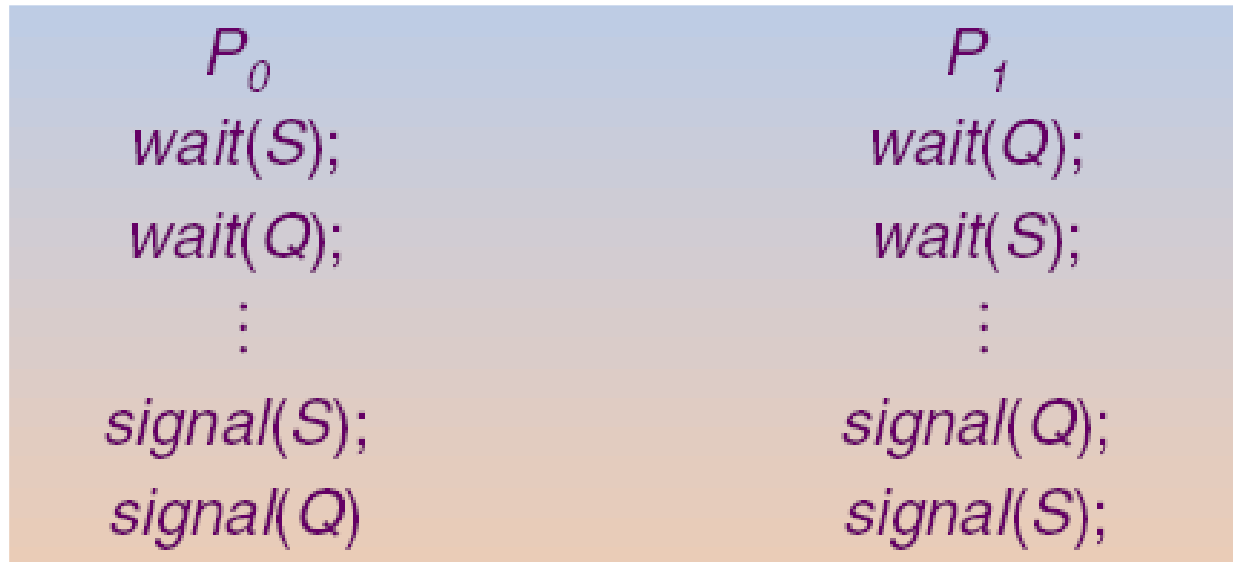 P0 P1
wait(S); wait(Q);
wait(Q); wait(S);
⋮ ⋮
signal(S); signal(Q);
signal(Q) signal(S);